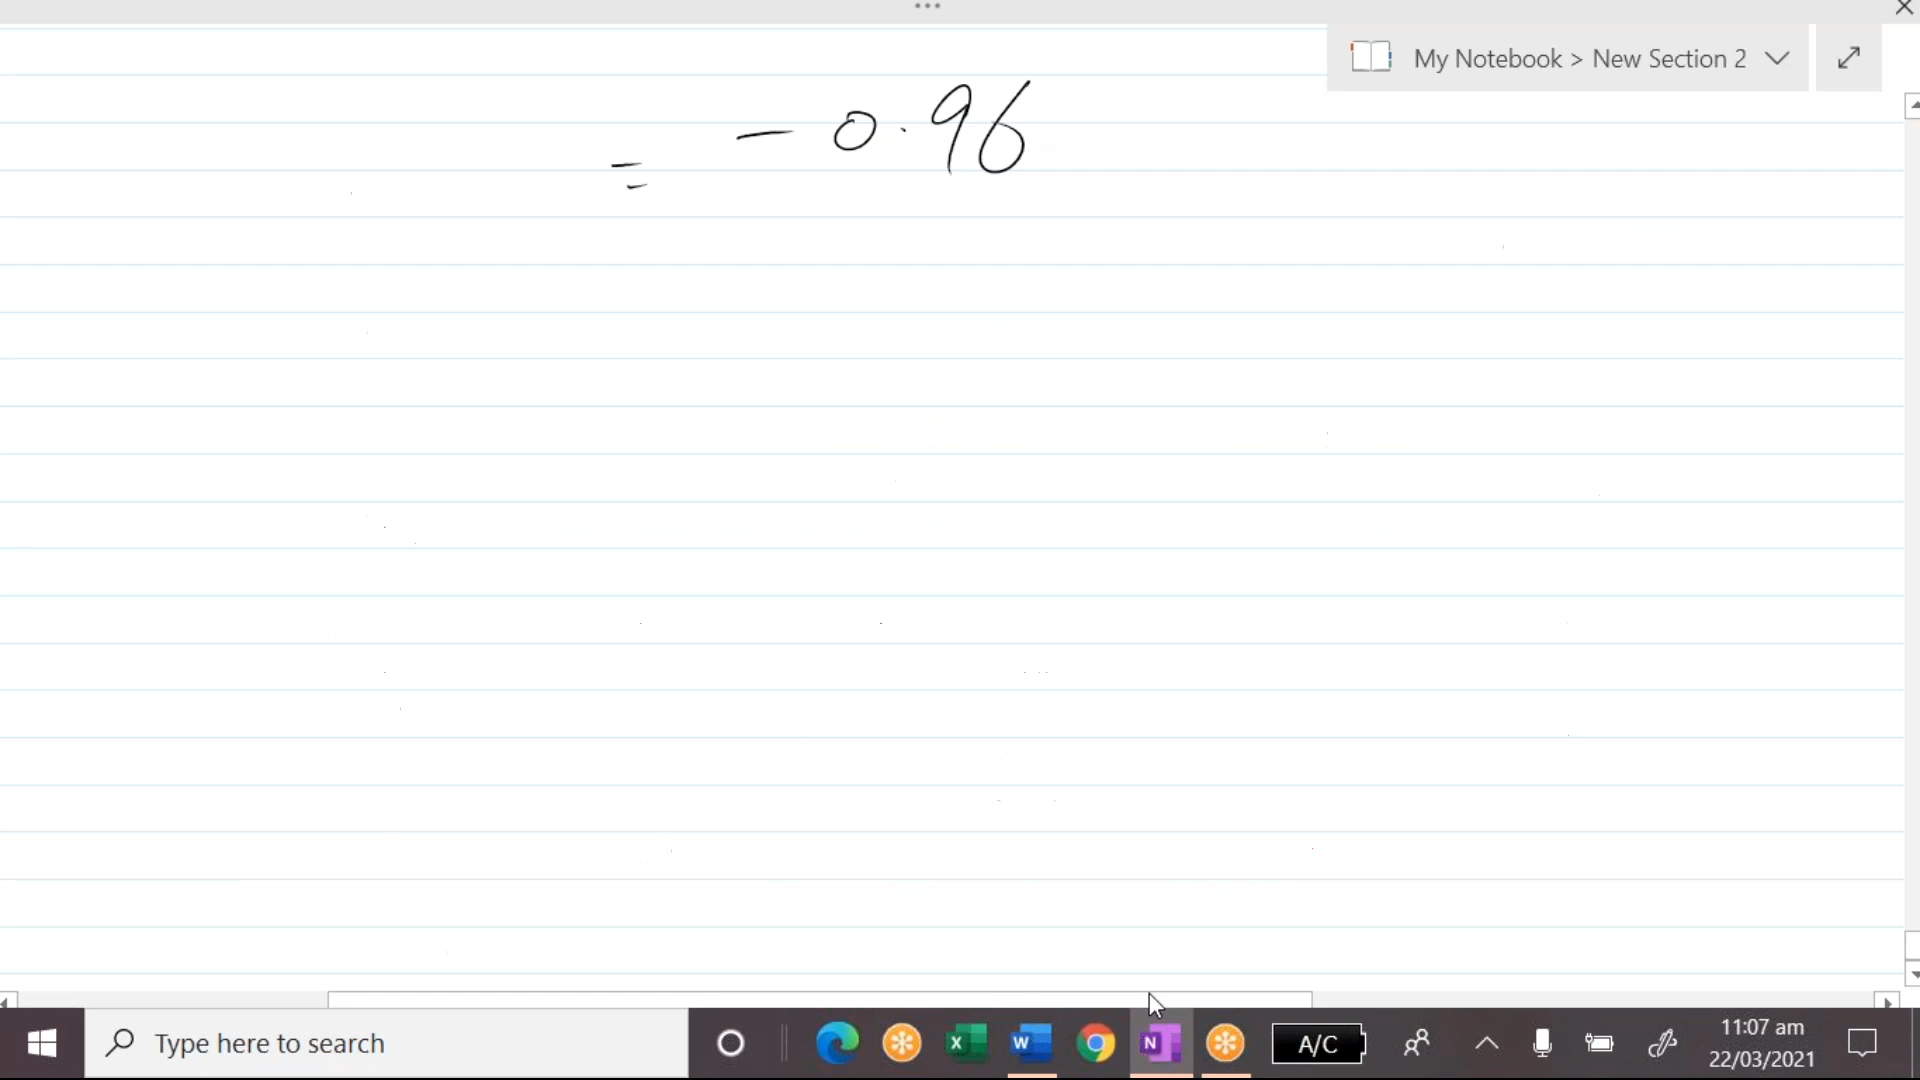 My Notebook > New Section 2
= - 0.96
Type here to search
A/C
11:07 am
22/03/2021